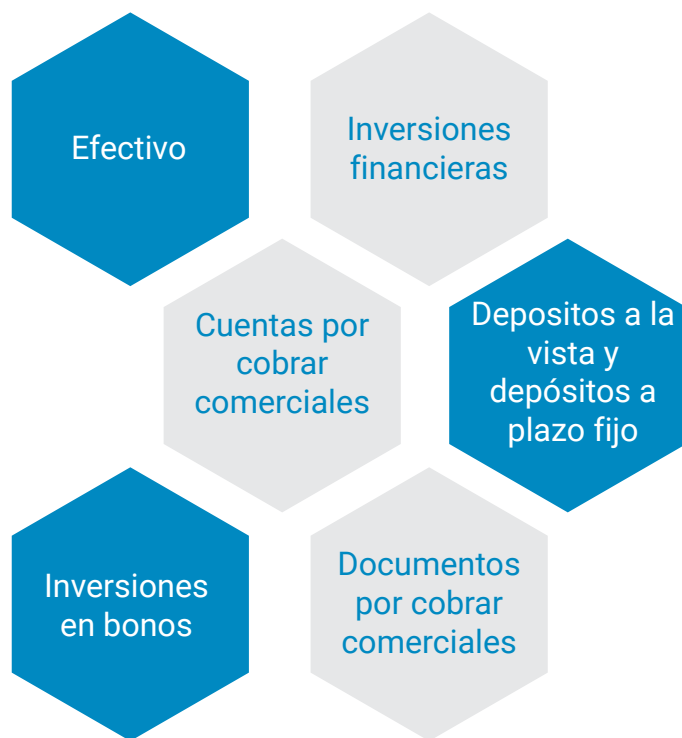 Efectivo
Inversiones
financieras
Cuentas por
cobrar
comerciales
Depositos a la
vista y
depósitos a
plazo fijo
Inversiones
en bonos
Documentos
por cobrar
comerciales